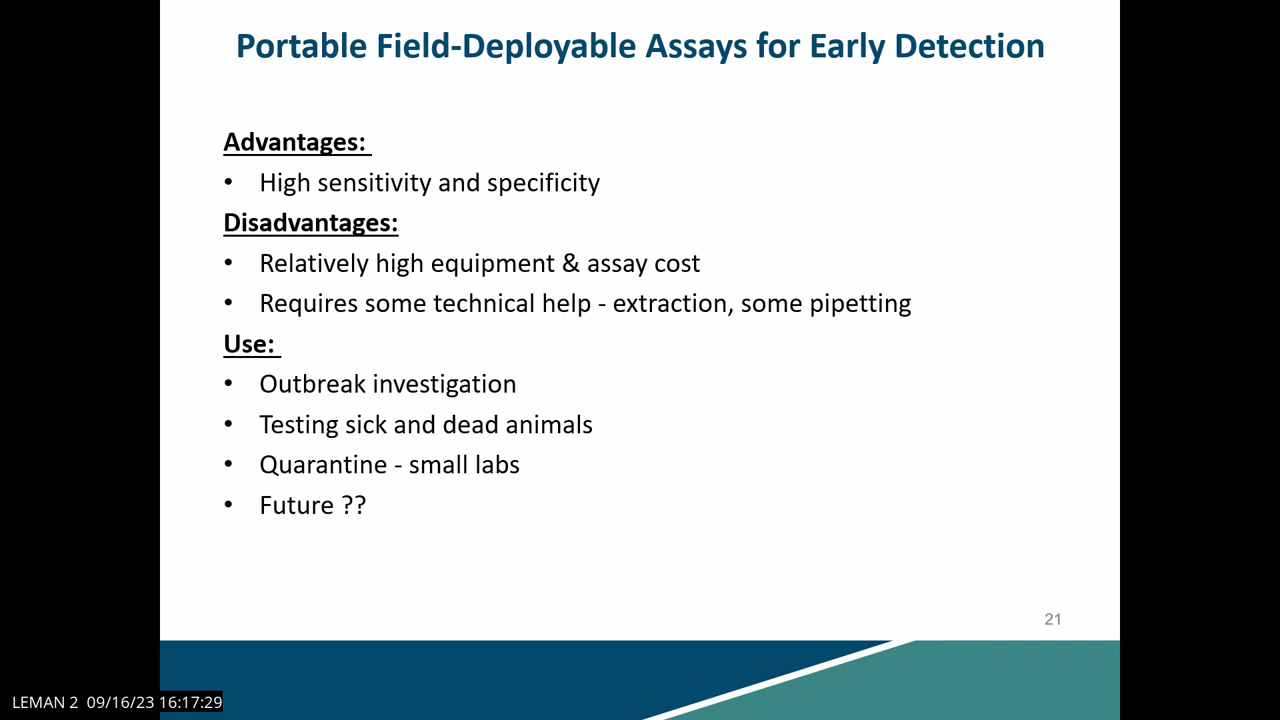 Portable Field-Deployable Assays for Early Detection
Advantages:
• High sensitivity and specificity
Disadvantages:
• Relatively high equipment & assay cost
• Requires some technical help - extraction, some pipetting
Use:
• Outbreak investigation
• Testing sick and dead animals
• Quarantine - small labs
• Future ??
21
LEMAN 2 09/16/23 16:17:29